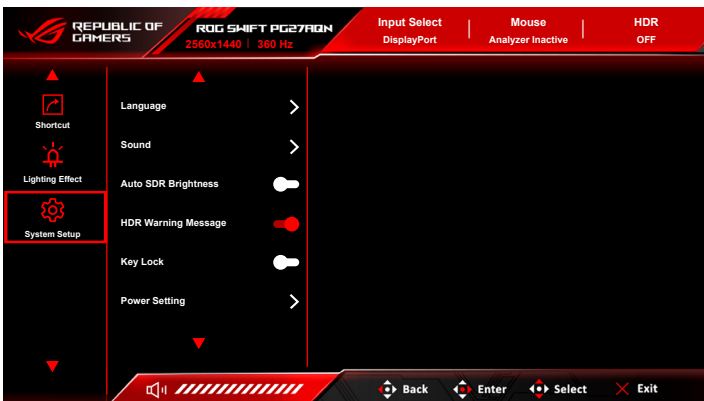 REPUBLIC OF
GAMERS
ROG SWIFT PG27AQN
2560x1440 | 360 Hz
Input Select
DisplayPort
Mouse
Analyzer Inactive
HDR
OFF
Shortcut
Lighting Effect
System Setup
Language
Sound
Auto SDR Brightness
HDR Warning Message
Key Lock
Power Setting
Back
Enter
Select
Exit